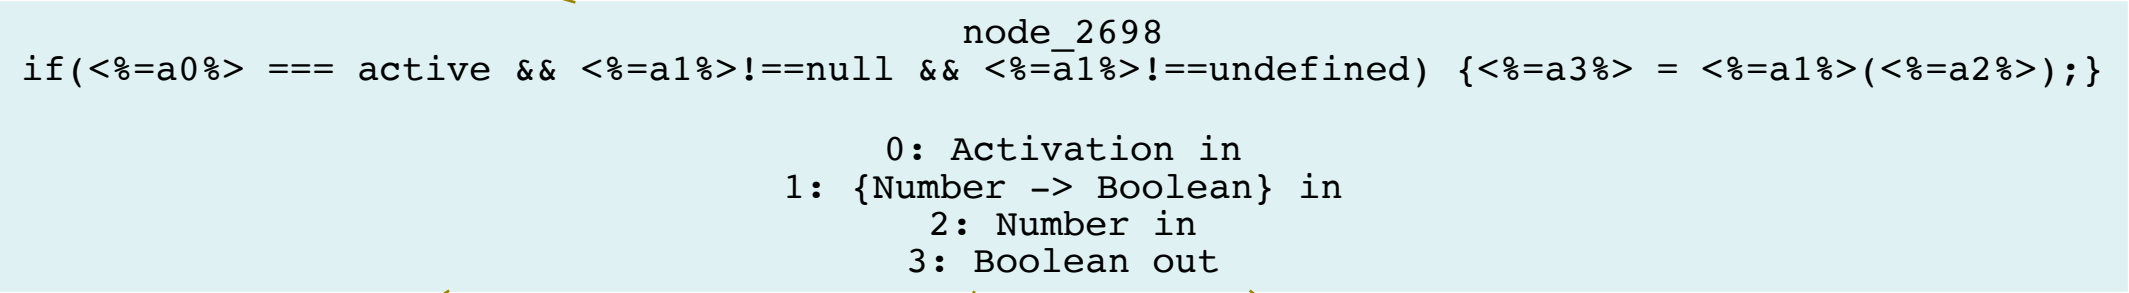 node_2698
if(<%=a0%> === active && <%=a1%>!==null && <%=a1%>!==undefined) {<%=a3%> = <%=a1%>(<%=a2%>);}
0: Activation in
1: {Number -> Boolean} in
2: Number in
3: Boolean out